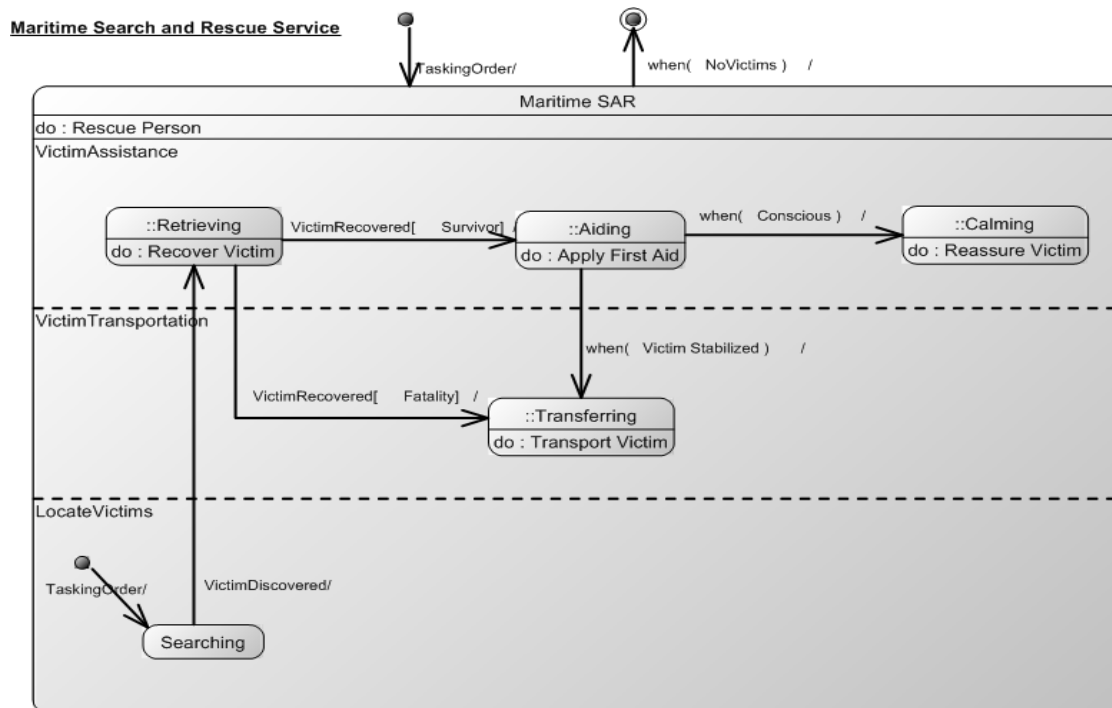 Maritime Search and Rescue Service
TaskingOrder/
when( NoVictims ) /
Maritime SAR
do : Rescue Person
VictimAssistance
::Retrieving
do : Recover Victim
VictimRecovered[ Survivor] /
::Aiding
do : Apply First Aid
when( Conscious ) /
::Calming
do : Reassure Victim
VictimTransportation
when( Victim Stabilized ) /
VictimRecovered[ Fatality] /
::Transferring
do : Transport Victim
LocateVictims
TaskingOrder/
VictimDiscovered/
Searching